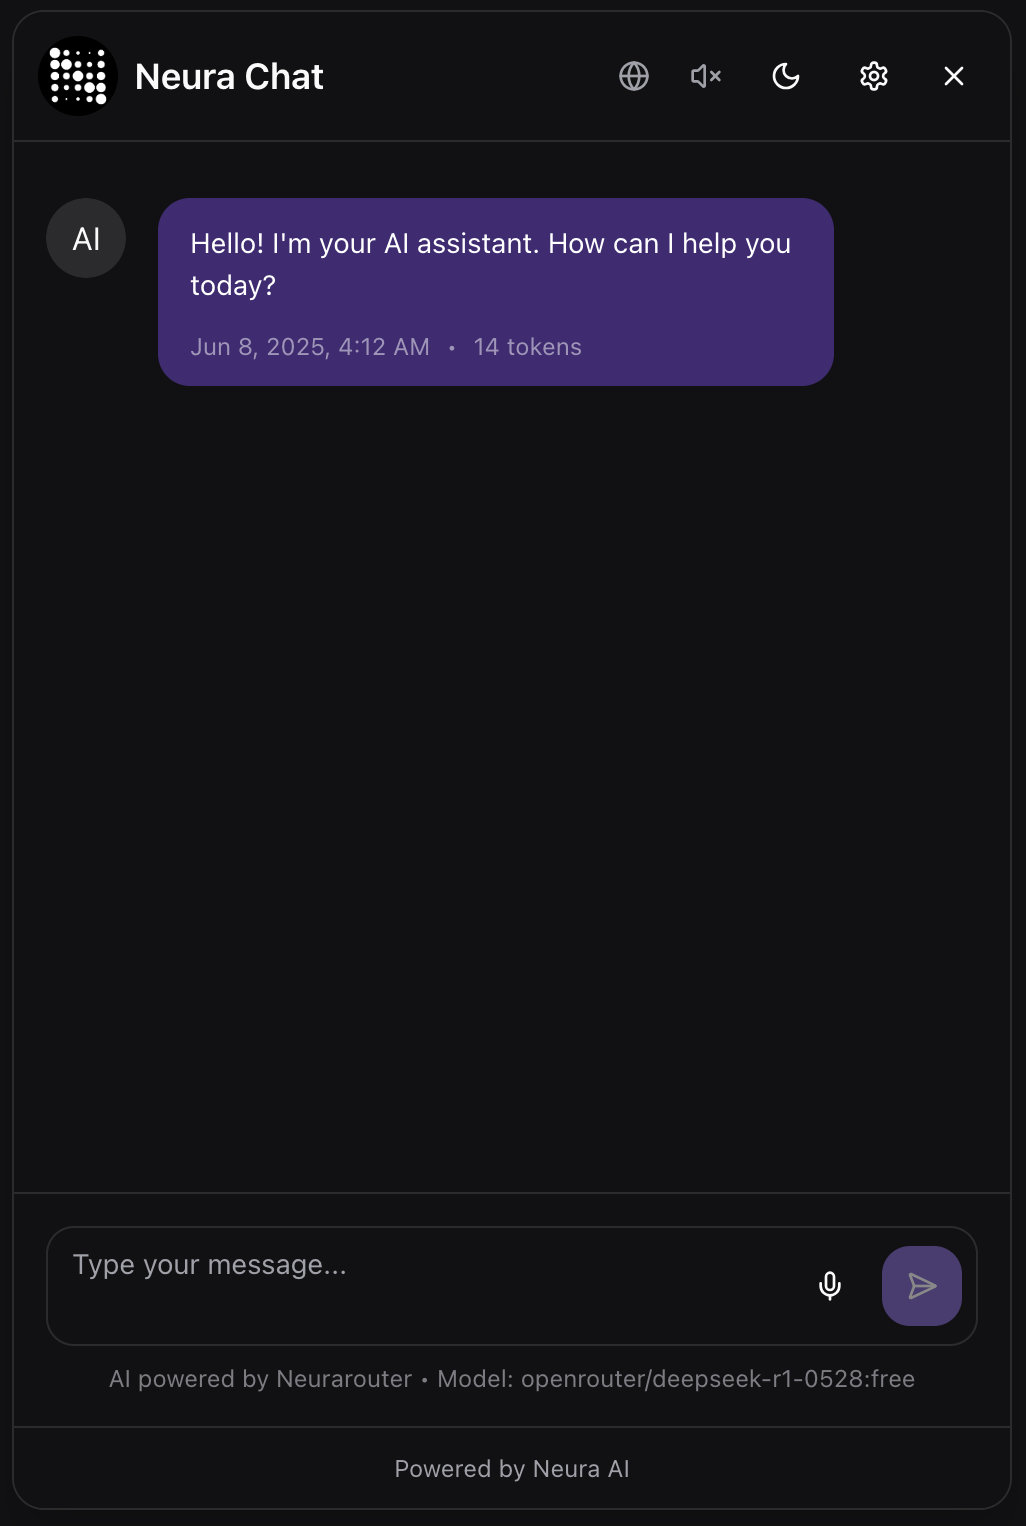 Neura Chat
AI
Hello! I'm your AI assistant. How can I help you
today?
Jun 8, 2025, 4:12 AM • 14 tokens
Type your message...
AI powered by Neurarouter • Model: openrouter/deepseek-r1-0528:free
Powered by Neura AI